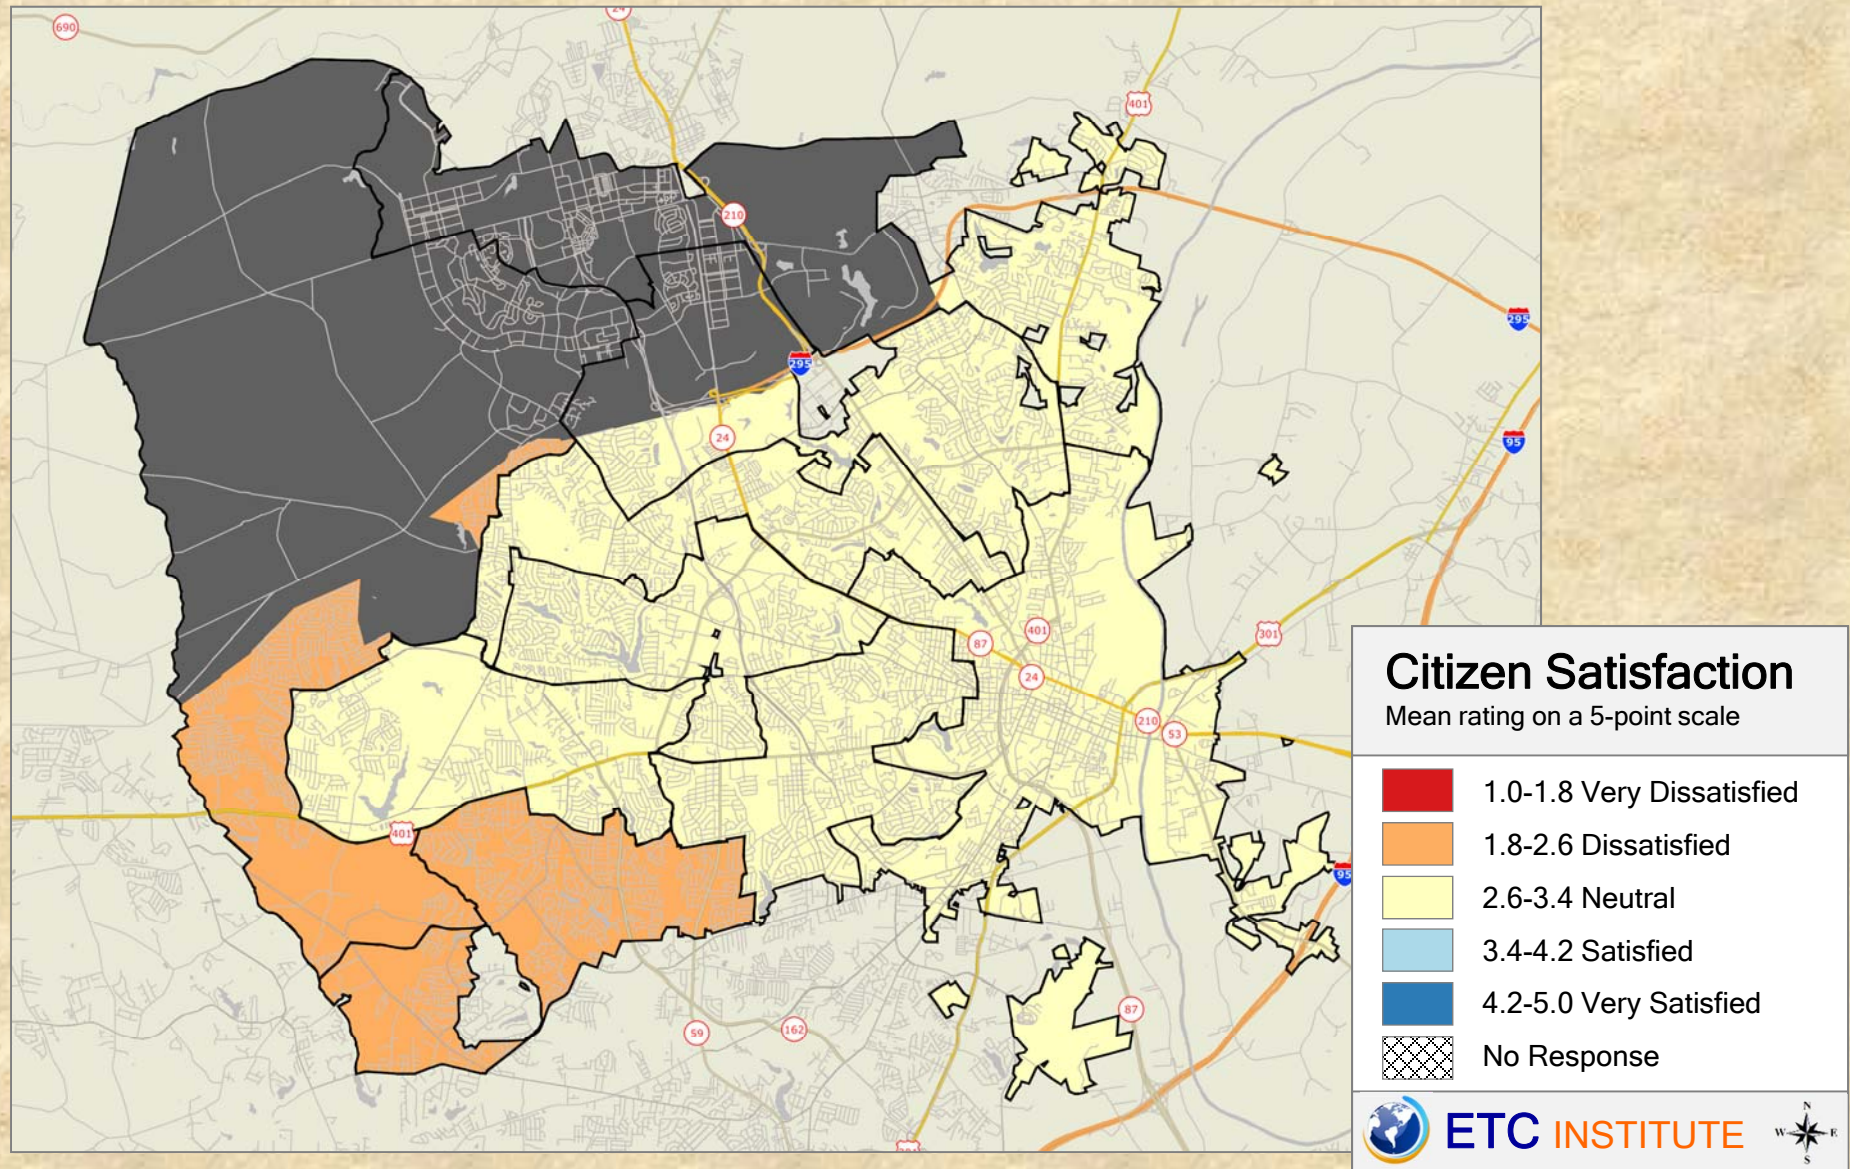 690
24
401
210
295
295
24
95
87
401
301
24
210
53
401
95
59
162
87
Citizen Satisfaction
Mean rating on a 5-point scale
1.0-1.8 Very Dissatisfied
1.8-2.6 Dissatisfied
2.6-3.4 Neutral
3.4-4.2 Satisfied
4.2-5.0 Very Satisfied
No Response
ETC INSTITUTE
N
W E
S